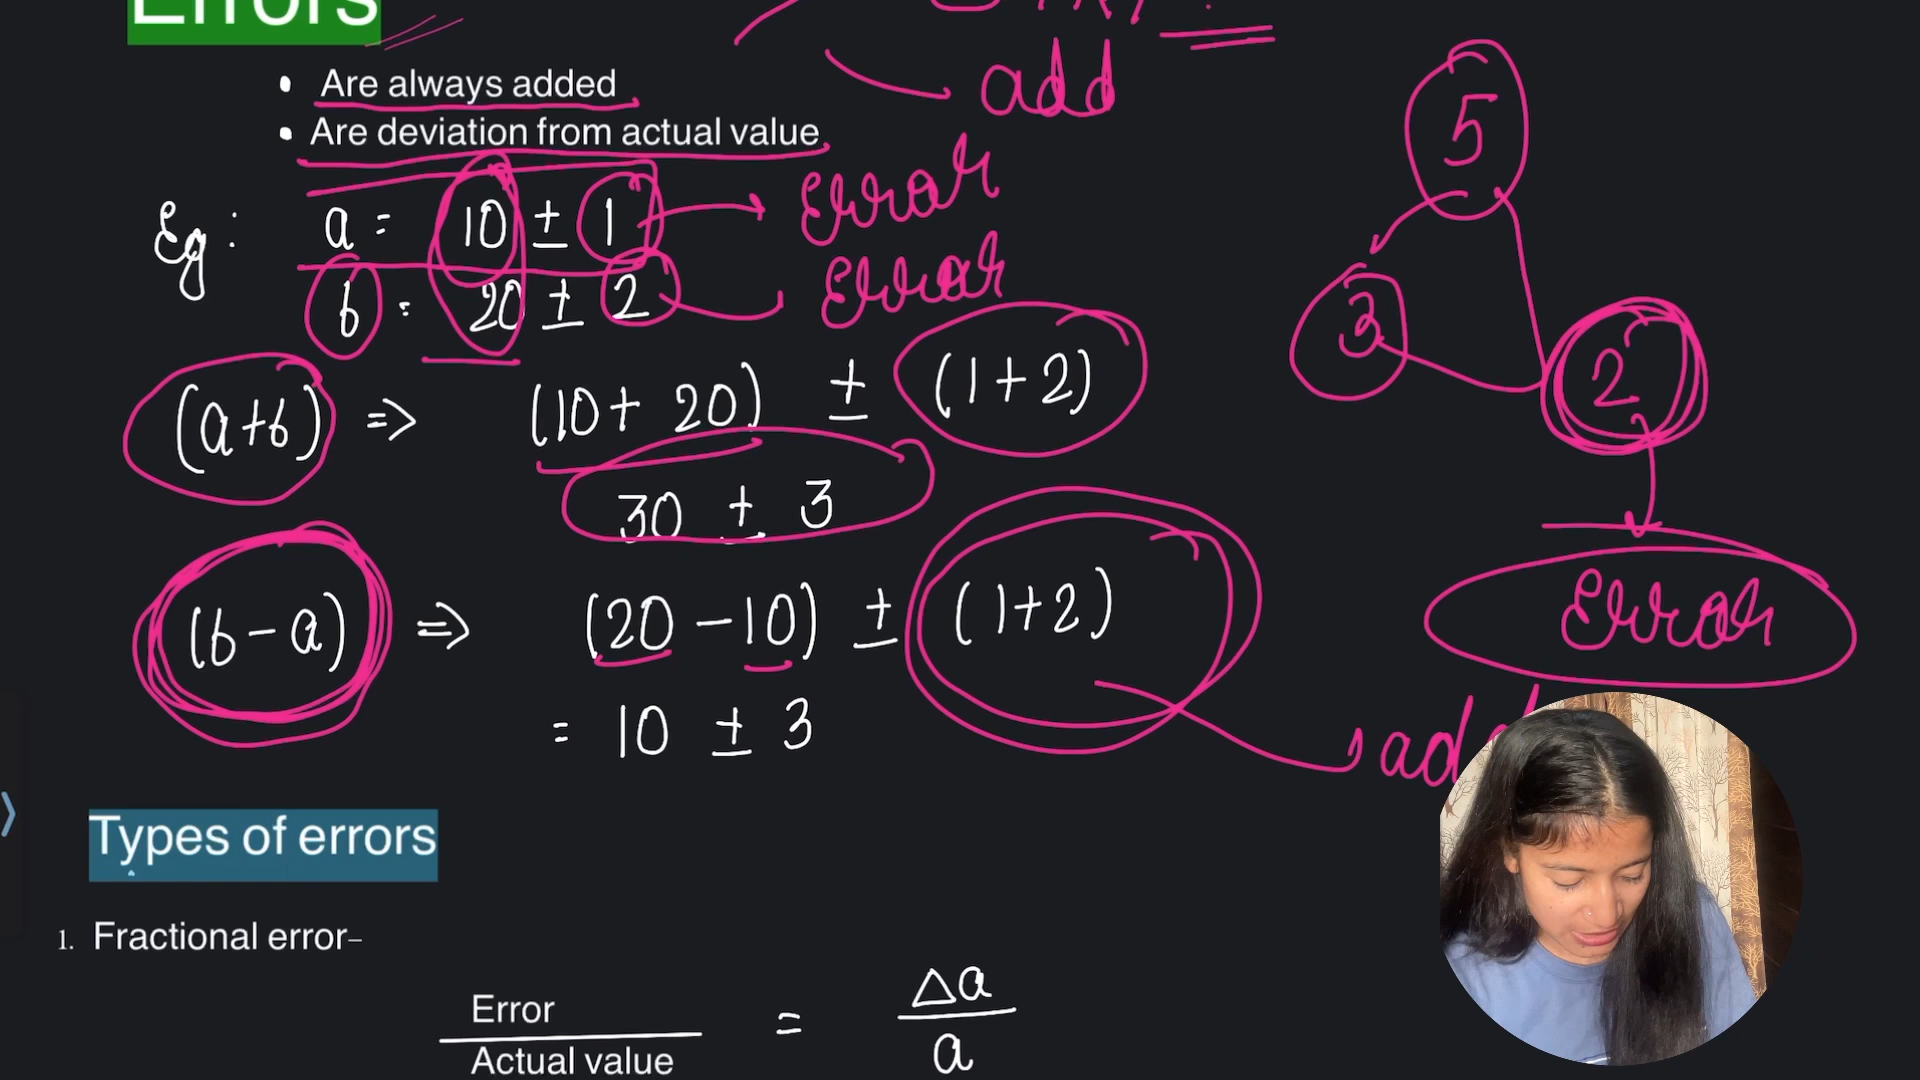 Errors
add
• Are always added
• Are deviation from actual value
5
Eg: a = 10 ± 1 Error
b = 20 ± 2 Error
3 2
(a+b) => (10+ 20) ± (1+2)
30 ± 3
Error
(b-a) => (20-10) ± (1+2)
= 10 ± 3
Types of errors
1. Fractional error-
Error = Δa
Actual value a